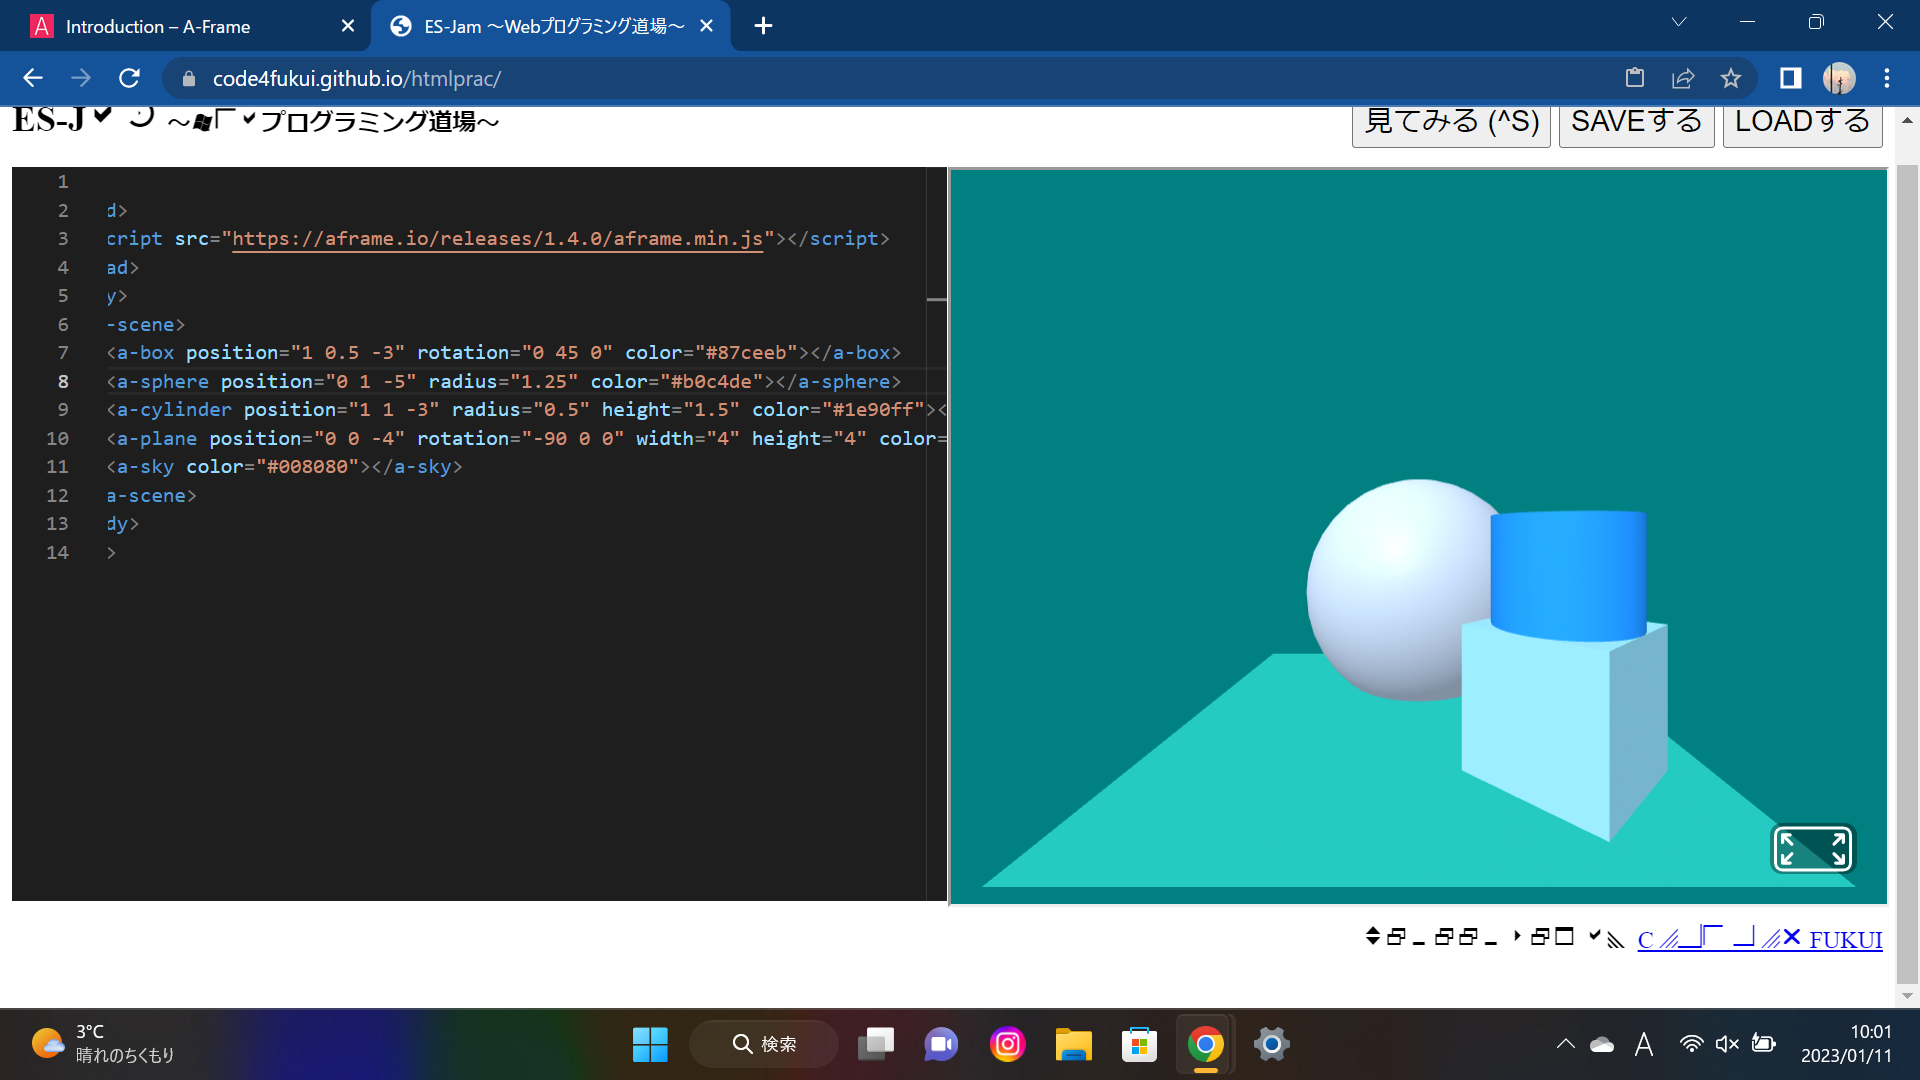 Introduction – A-Frame
ES-Jam 〜Webプログラミング道場〜
code4fukui.github.io/htmlprac/
ES-J
〜プログラミング道場〜
見てみる (^S)
SAVEする
LOADする
1
2 d>
3 cript src="https://aframe.io/releases/1.4.0/aframe.min.js"></script>
4 ad>
5 y>
6 -scene>
7 <a-box position="1 0.5 -3" rotation="0 45 0" color="#87ceeb"></a-box>
8 <a-sphere position="0 1 -5" radius="1.25" color="#b0c4de"></a-sphere>
9 <a-cylinder position="1 1 -3" radius="0.5" height="1.5" color="#1e90ff"><
10 <a-plane position="0 0 -4" rotation="-90 0 0" width="4" height="4" color=
11 <a-sky color="#008080"></a-sky>
12 a-scene>
13 dy>
14 >
C FUKUI
3°C
晴れのちくもり
検索
A
10:01
2023/01/11